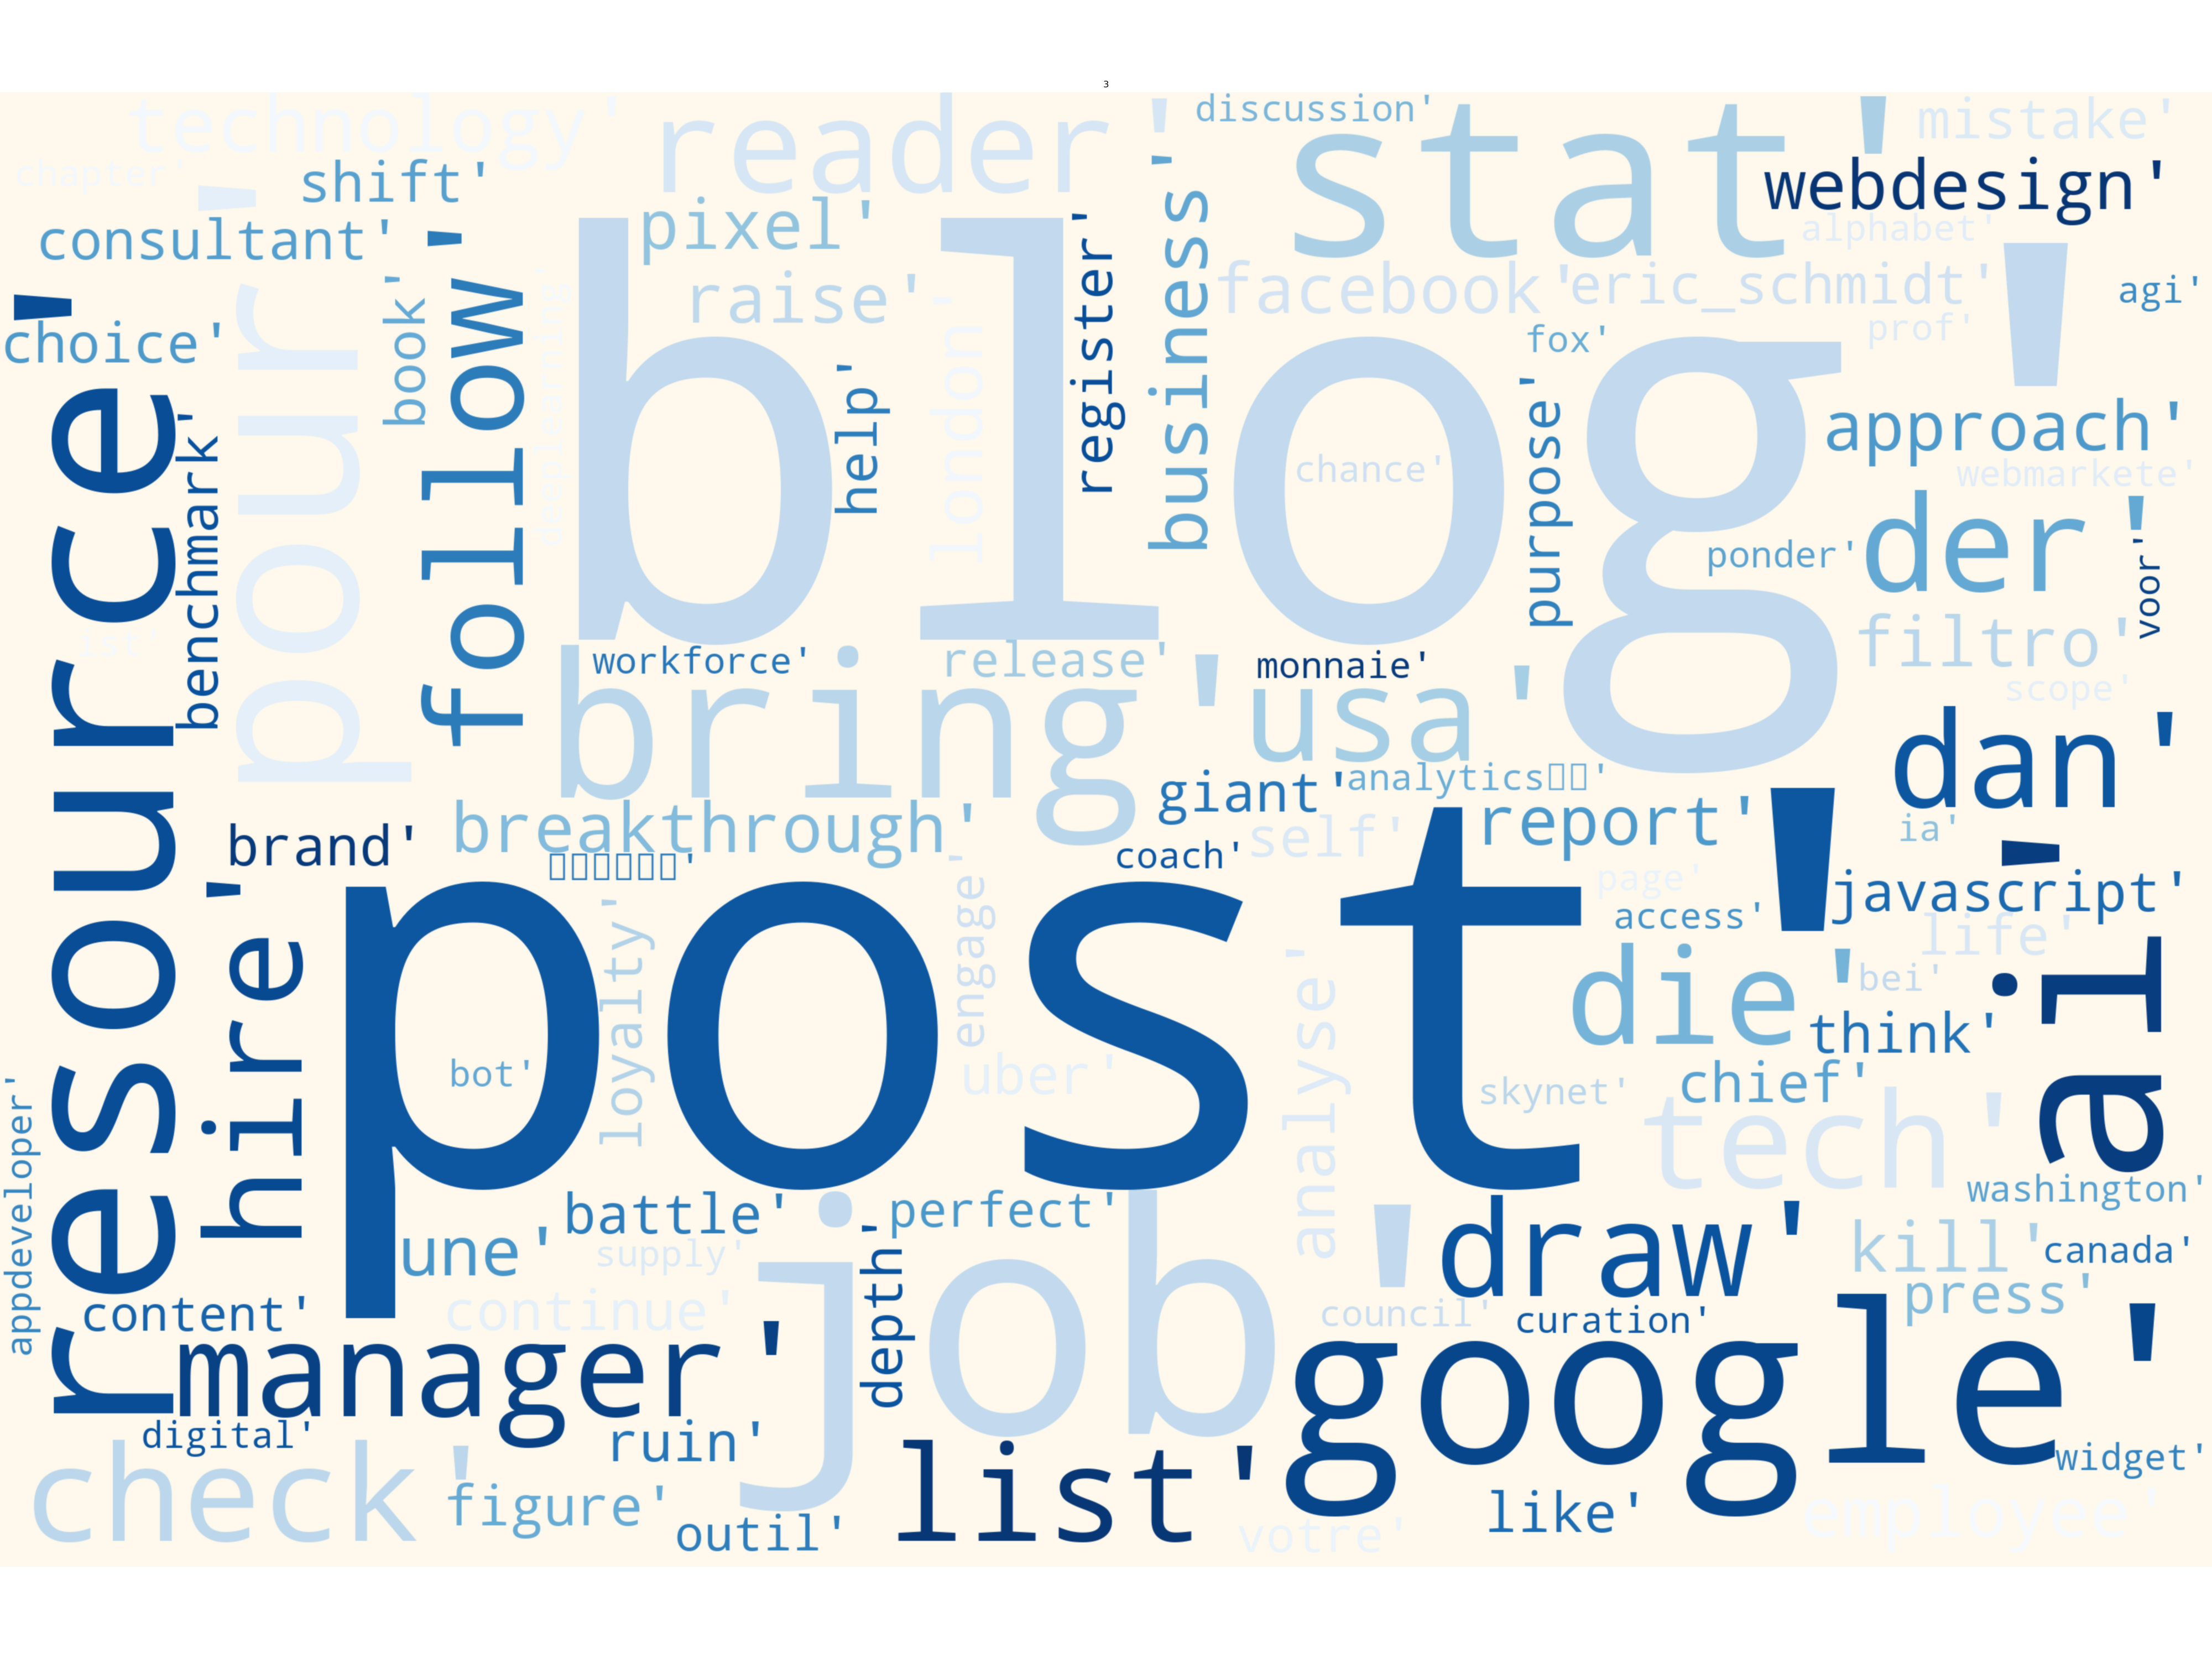 3
technology'
reader'
discussion'
stat'
mistake'
chapter'
shift'
webdesign'
consultant'
pixel'
alphabet'
raise'
facebook'
eric_schmidt'
agi'
choice'
book'
follow'
deeplearning'
blog'
london'
register'
business'
fox'
prof'
help'
chance'
purpose'
approach'
webmarkete'
resource'
benchmark'
pour'
ponder'
der'
voor'
1st'
workforce'
release'
monnaie'
filtro'
scope'
bring'
usa'
dan'
giant'
analytics
brand'
breakthrough'
coach'
self'
report'
ia'
page'
javascript'
access'
life'
hire'
post'
loyalty'
engage'
analyse'
die'
bei'
think'
ai'
bot'
uber'
skynet'
chief'
tech'
appdeveloper'
washington'
une'
battle'
perfect'
supply'
draw'
kill'
canada'
press'
content'
continue'
depth'
job'
council'
curation'
manager'
google'
digital'
ruin'
widget'
check'
figure'
outil'
list'
votre'
like'
employee'